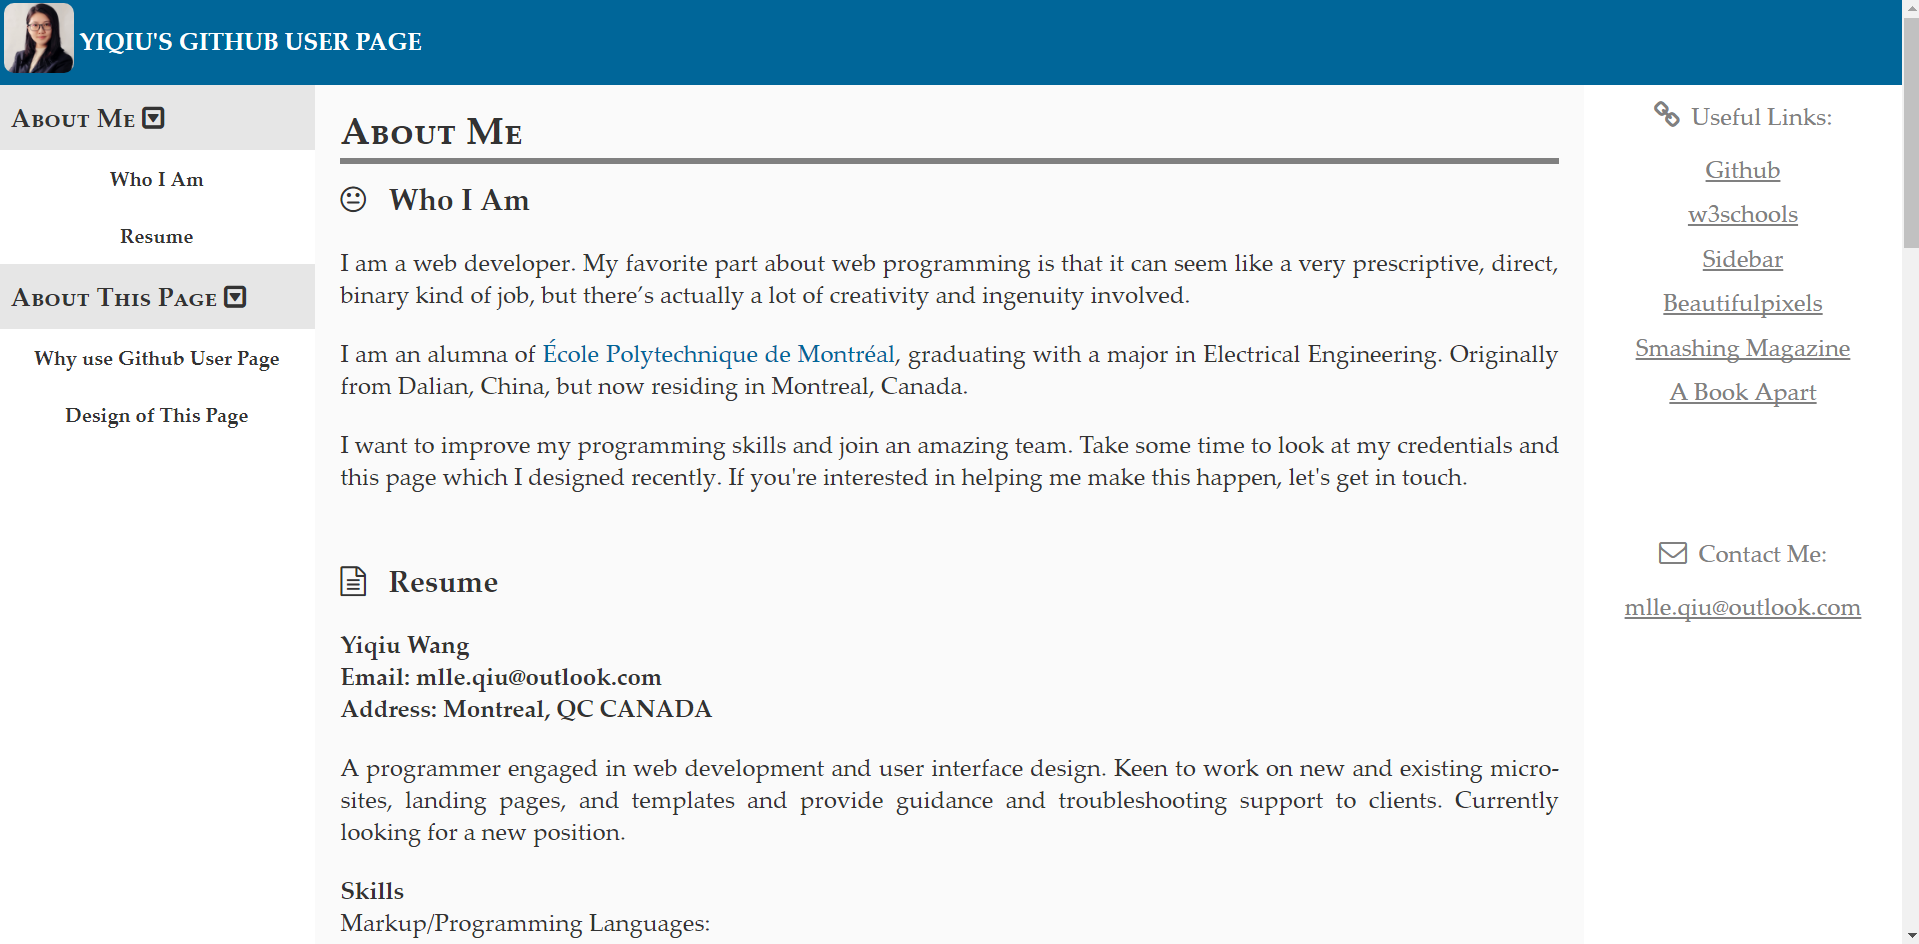 YIQIU'S GITHUB USER PAGE
About Me
Who I Am
Resume
About This Page
Why use Github User Page
Design of This Page
About Me
Who I Am
I am a web developer. My favorite part about web programming is that it can seem like a very prescriptive, direct,
binary kind of job, but there’s actually a lot of creativity and ingenuity involved.
I am an alumna of École Polytechnique de Montréal, graduating with a major in Electrical Engineering. Originally
from Dalian, China, but now residing in Montreal, Canada.
I want to improve my programming skills and join an amazing team. Take some time to look at my credentials and
this page which I designed recently. If you're interested in helping me make this happen, let's get in touch.
Resume
Yiqiu Wang
Email: mlle.qiu@outlook.com
Address: Montreal, QC CANADA
A programmer engaged in web development and user interface design. Keen to work on new and existing micro-
sites, landing pages, and templates and provide guidance and troubleshooting support to clients. Currently
looking for a new position.
Skills
Markup/Programming Languages:
Useful Links:
Github
w3schools
Sidebar
Beautifulpixels
Smashing Magazine
A Book Apart
Contact Me:
mlle.qiu@outlook.com